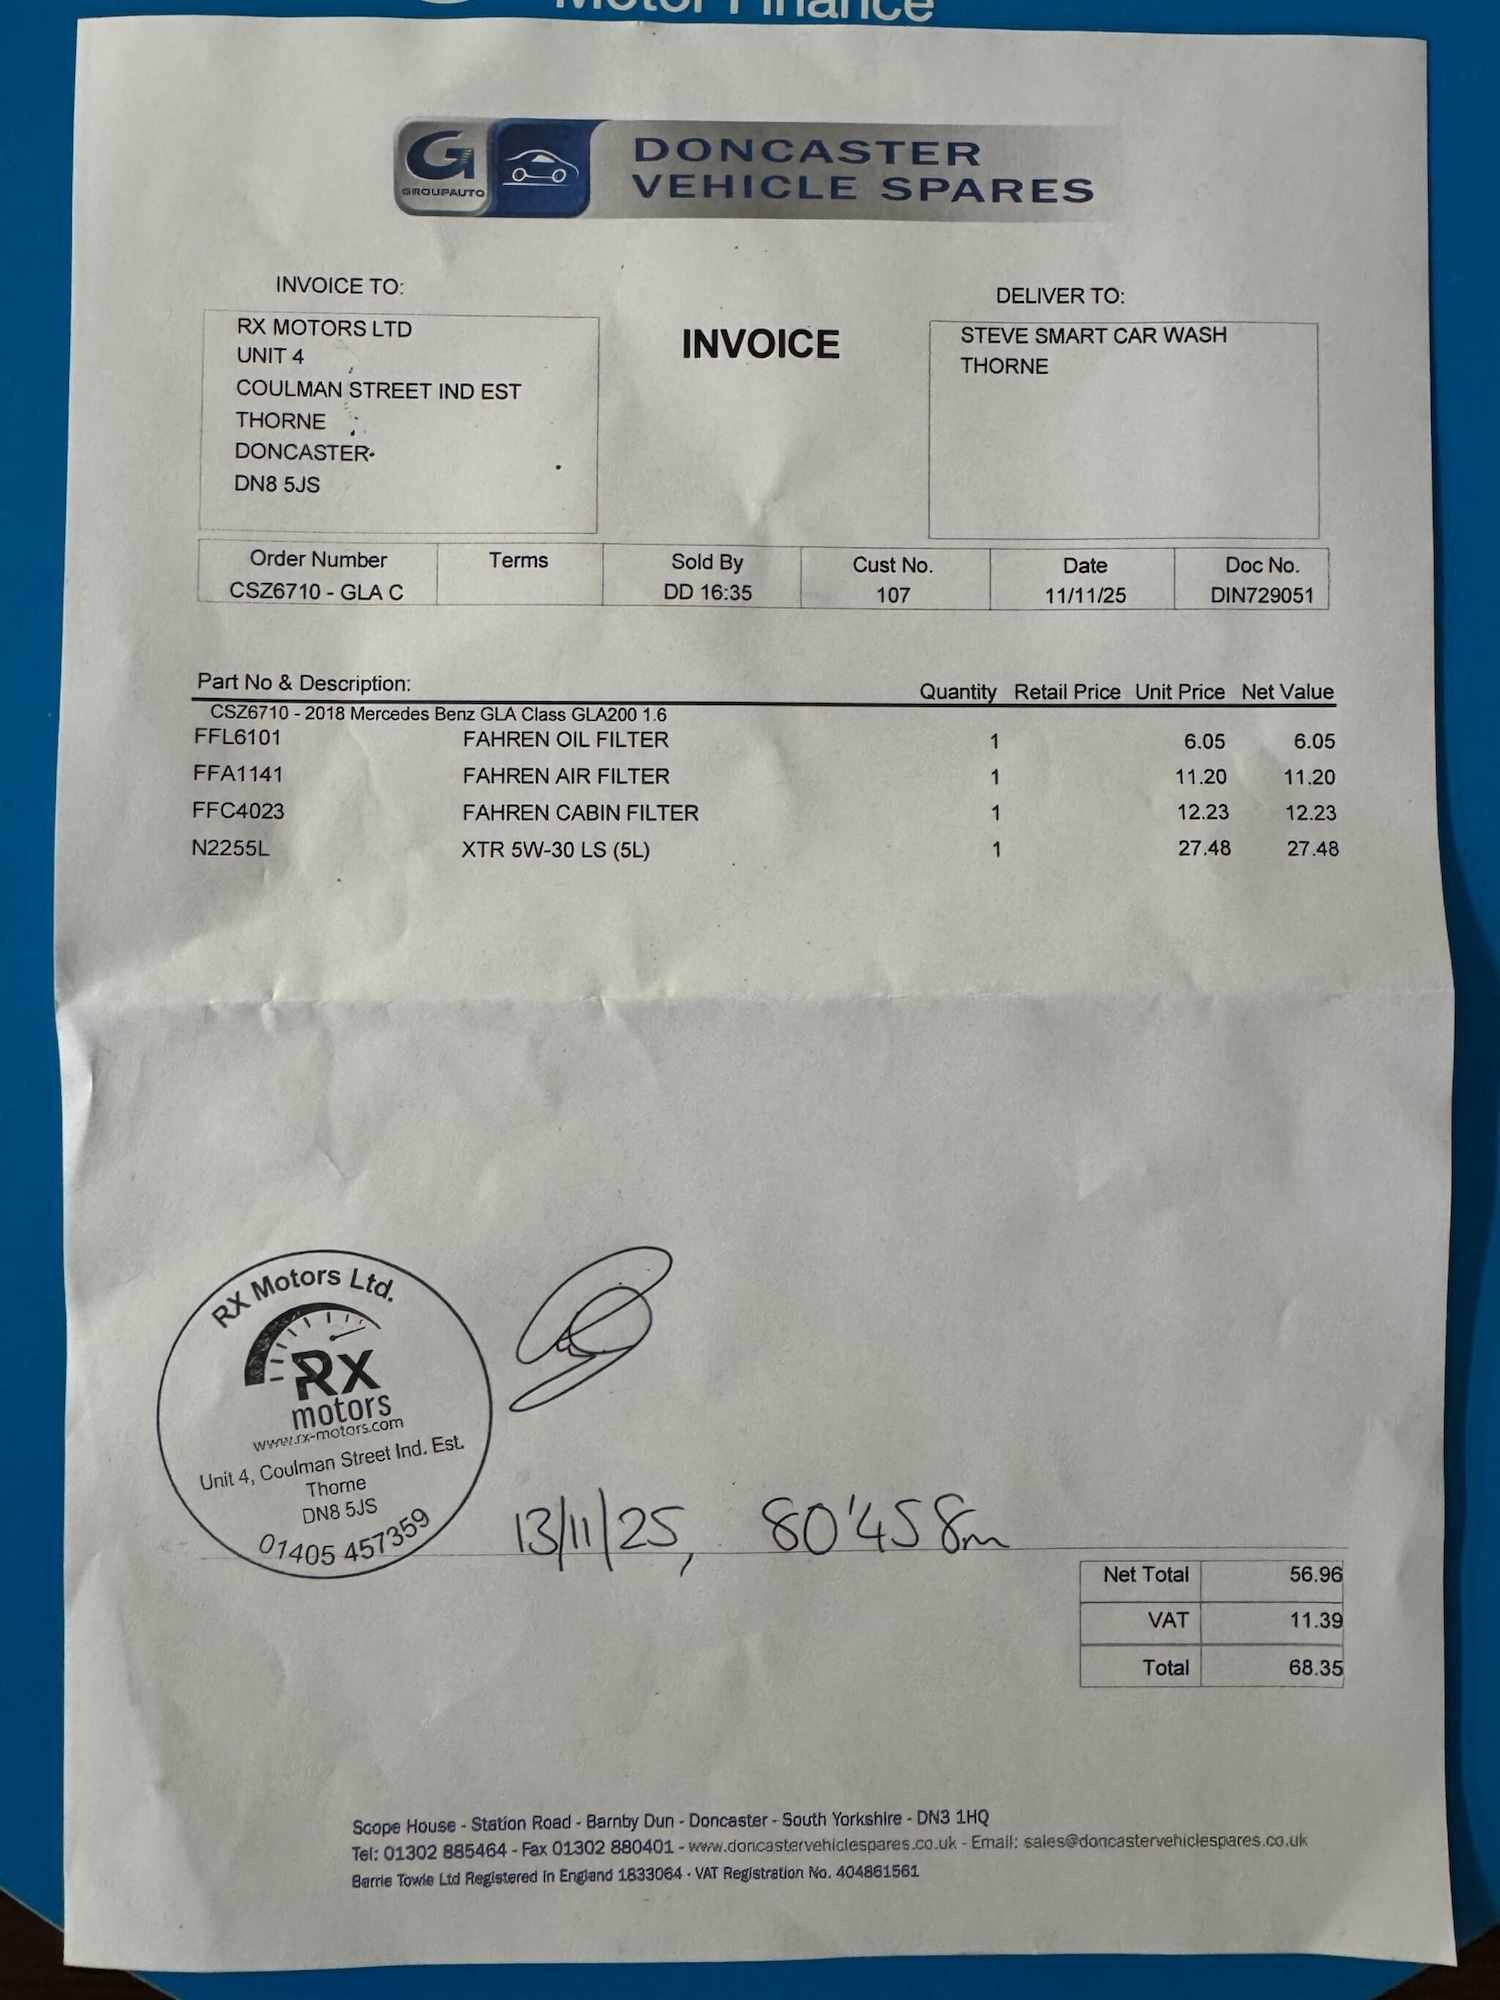 Motor Finance
G
GROUPAUTO
DONCASTER
VEHICLE SPARES
INVOICE TO:
RX MOTORS LTD
UNIT 4
COULMAN STREET IND EST
THORNE
DONCASTER
DN8 5JS
INVOICE
DELIVER TO:
STEVE SMART CAR WASH
THORNE
Order Number Terms Sold By Cust No. Date Doc No.
CSZ6710 - GLA C DD 16:35 107 11/11/25 DIN729051
Part No & Description: Quantity Retail Price Unit Price Net Value
CSZ6710 - 2018 Mercedes Benz GLA Class GLA200 1.6
FFL6101 FAHREN OIL FILTER 1 6.05 6.05
FFA1141 FAHREN AIR FILTER 1 11.20 11.20
FFC4023 FAHREN CABIN FILTER 1 12.23 12.23
N2255L XTR 5W-30 LS (5L) 1 27.48 27.48
RX Motors Ltd.
RX
motors
www.rx-motors.com
Unit 4, Coulman Street Ind. Est.
Thorne
DN8 5JS
01405 457359
13/11/25, 80'458m
Net Total 56.96
VAT 11.39
Total 68.35
Scope House - Station Road - Barnby Dun - Doncaster - South Yorkshire - DN3 1HQ
Tel: 01302 885464 - Fax 01302 880401 - www.doncastervehiclespares.co.uk - Email: sales@doncastervehiclespares.co.uk
Barrie Towle Ltd Registered in England 1833064 - VAT Registration No. 404861561